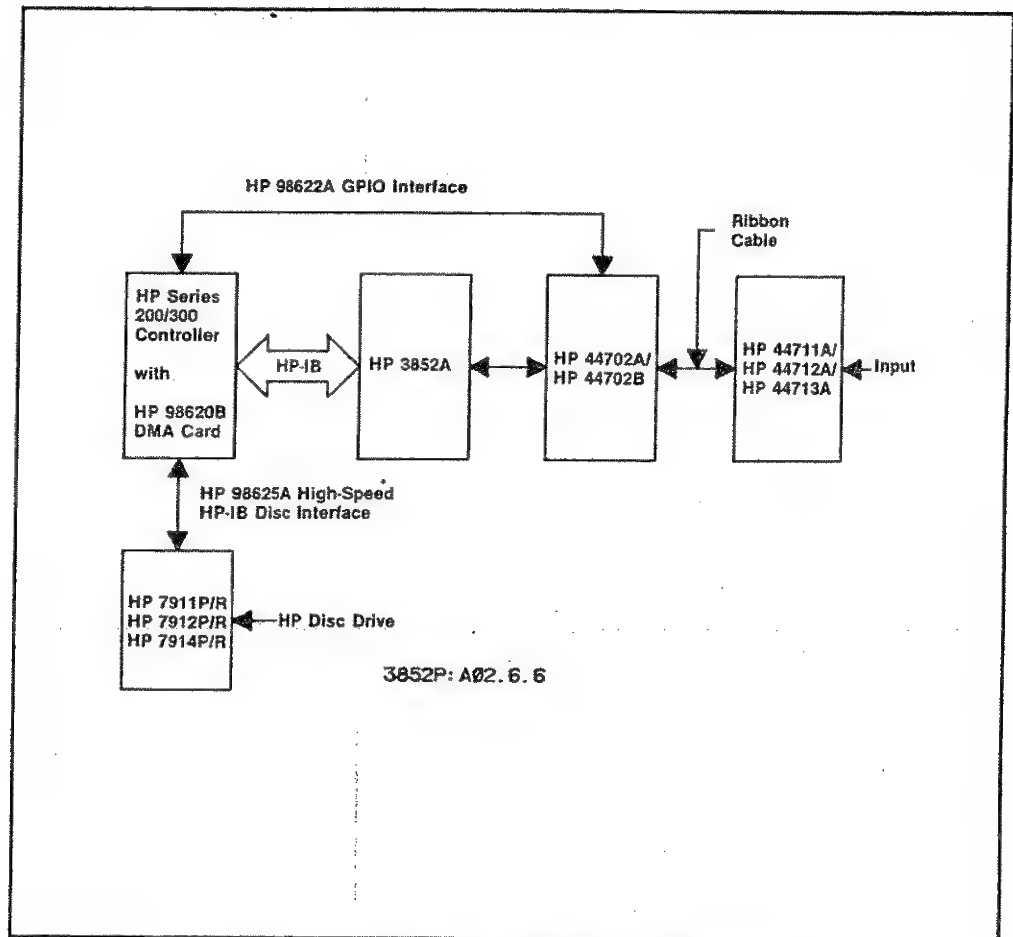 HP 98622A GPIO Interface
Ribbon
Cable
HP Series
200/300
Controller
with
HP 98620B
DMA Card
HP-IB
HP 3852A
HP 44702A/
HP 44702B
HP 44711A/
HP 44712A/
HP 44713A
Input
HP 98625A High-Speed
HP-IB Disc Interface
HP 7911P/R
HP 7912P/R
HP 7914P/R
HP Disc Drive
3852P: A02.6.6